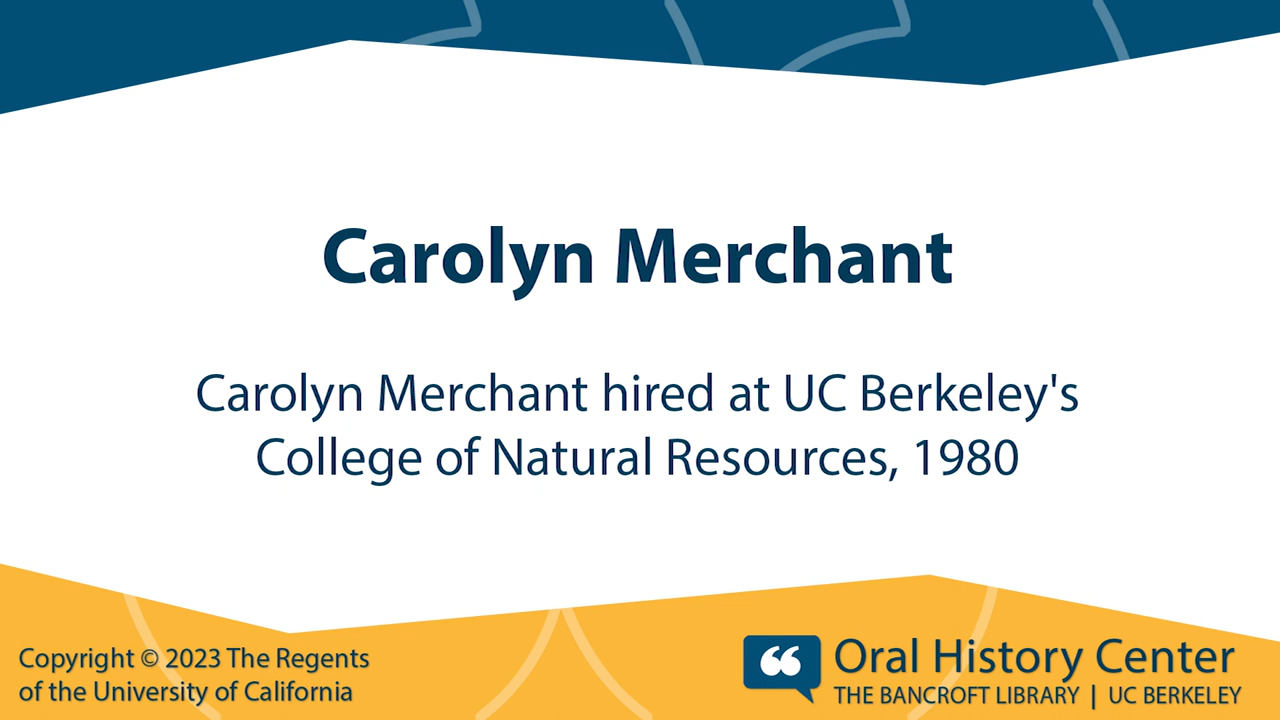 Carolyn Merchant
Carolyn Merchant hired at UC Berkeley's
College of Natural Resources, 1980
Copyright © 2023 The Regents
of the University of California
Oral History Center
THE BANCROFT LIBRARY | UC BERKELEY